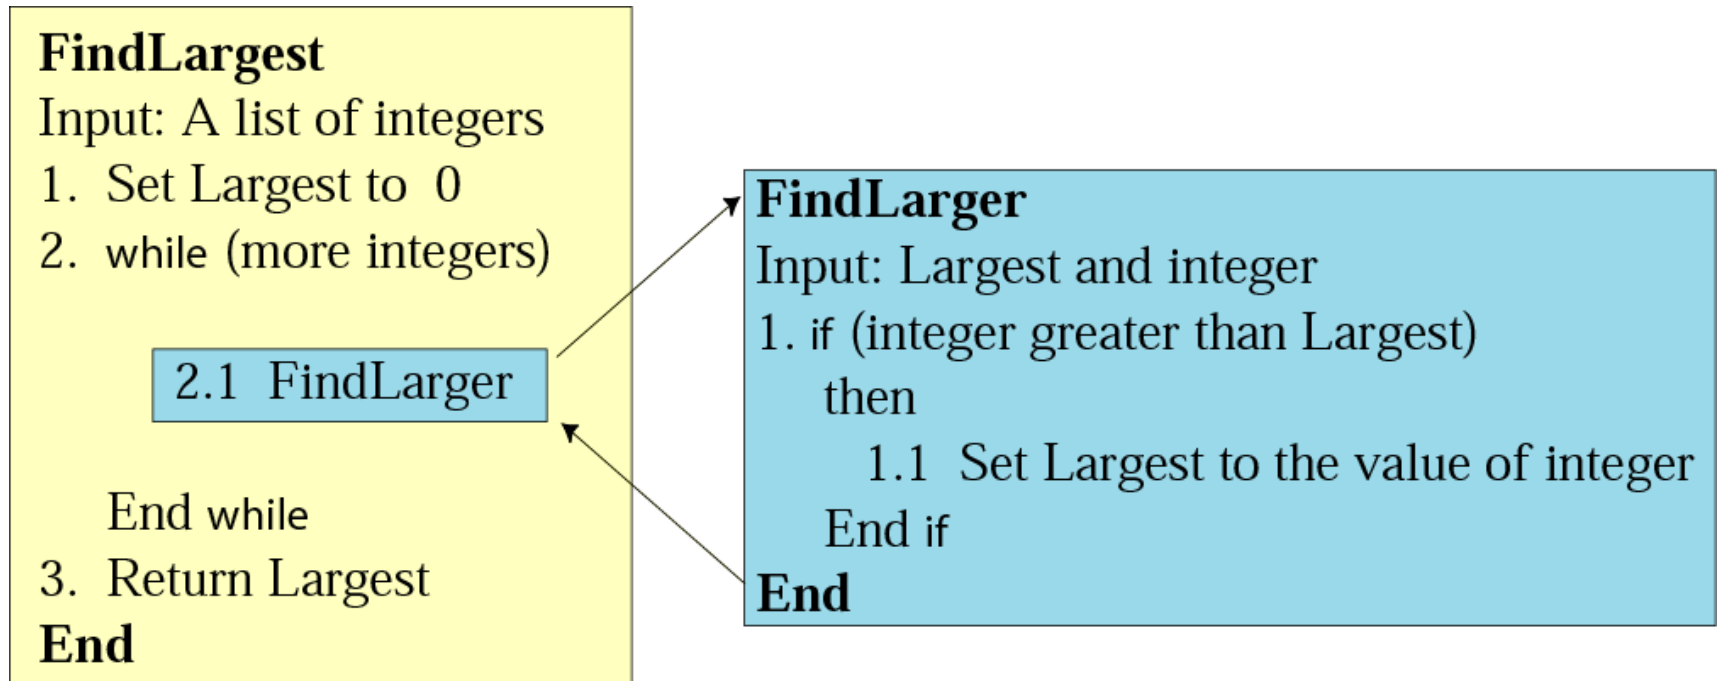 FindLargest
Input: A list of integers
1. Set Largest to 0
2. while (more integers)
2.1 FindLarger
End while
3. Return Largest
End
FindLarger
Input: Largest and integer
1. if (integer greater than Largest)
then
1.1 Set Largest to the value of integer
End if
End